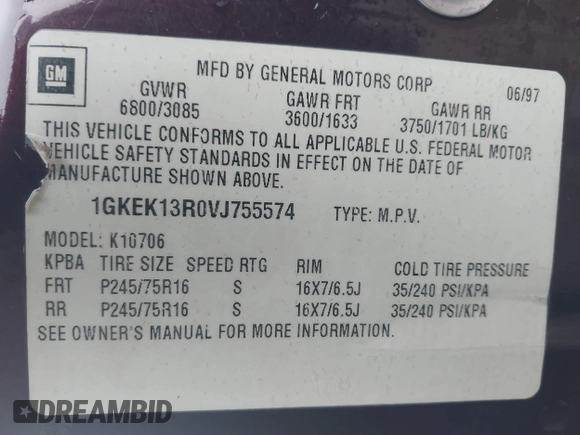 GM
MFD BY GENERAL MOTORS CORP 06/97
GVWR GAWR FRT GAWR RR
6800/3085 3600/1633 3750/1701 LB/KG
THIS VEHICLE CONFORMS TO ALL APPLICABLE U.S. FEDERAL MOTOR
VEHICLE SAFETY STANDARDS IN EFFECT ON THE DATE OF
MANUFACTURE SHOWN ABOVE.
1GKEK13R0VJ755574 TYPE: M.P.V.
MODEL: K10706
KPBA TIRE SIZE SPEED RTG RIM COLD TIRE PRESSURE
FRT P245/75R16 S 16X7/6.5J 35/240 PSI/KPA
RR P245/75R16 S 16X7/6.5J 35/240 PSI/KPA
SEE OWNER'S MANUAL FOR MORE INFORMATION.
DREAMBID